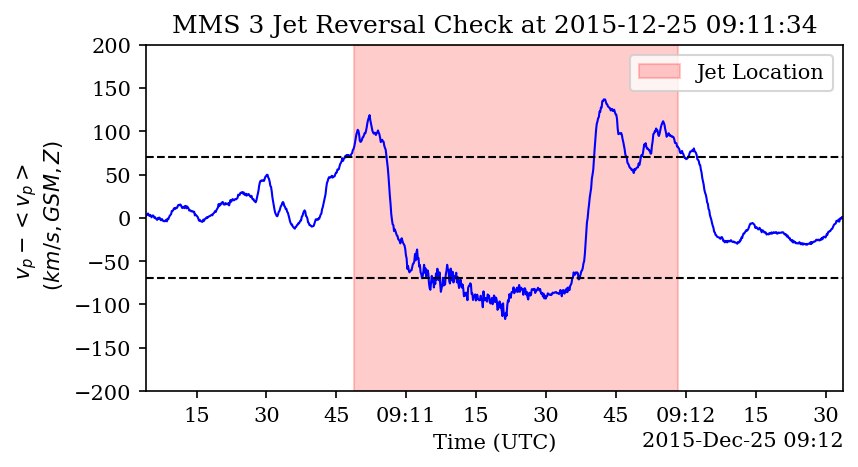 MMS 3 Jet Reversal Check at 2015-12-25 09:11:34
Jet Location
v_p − < v_p >
(km/s, GSM, Z)
200
150
100
50
0
−50
−100
−150
−200
15 30 45 09:11 15 30 45 09:12 15 30
Time (UTC)
2015-Dec-25 09:12